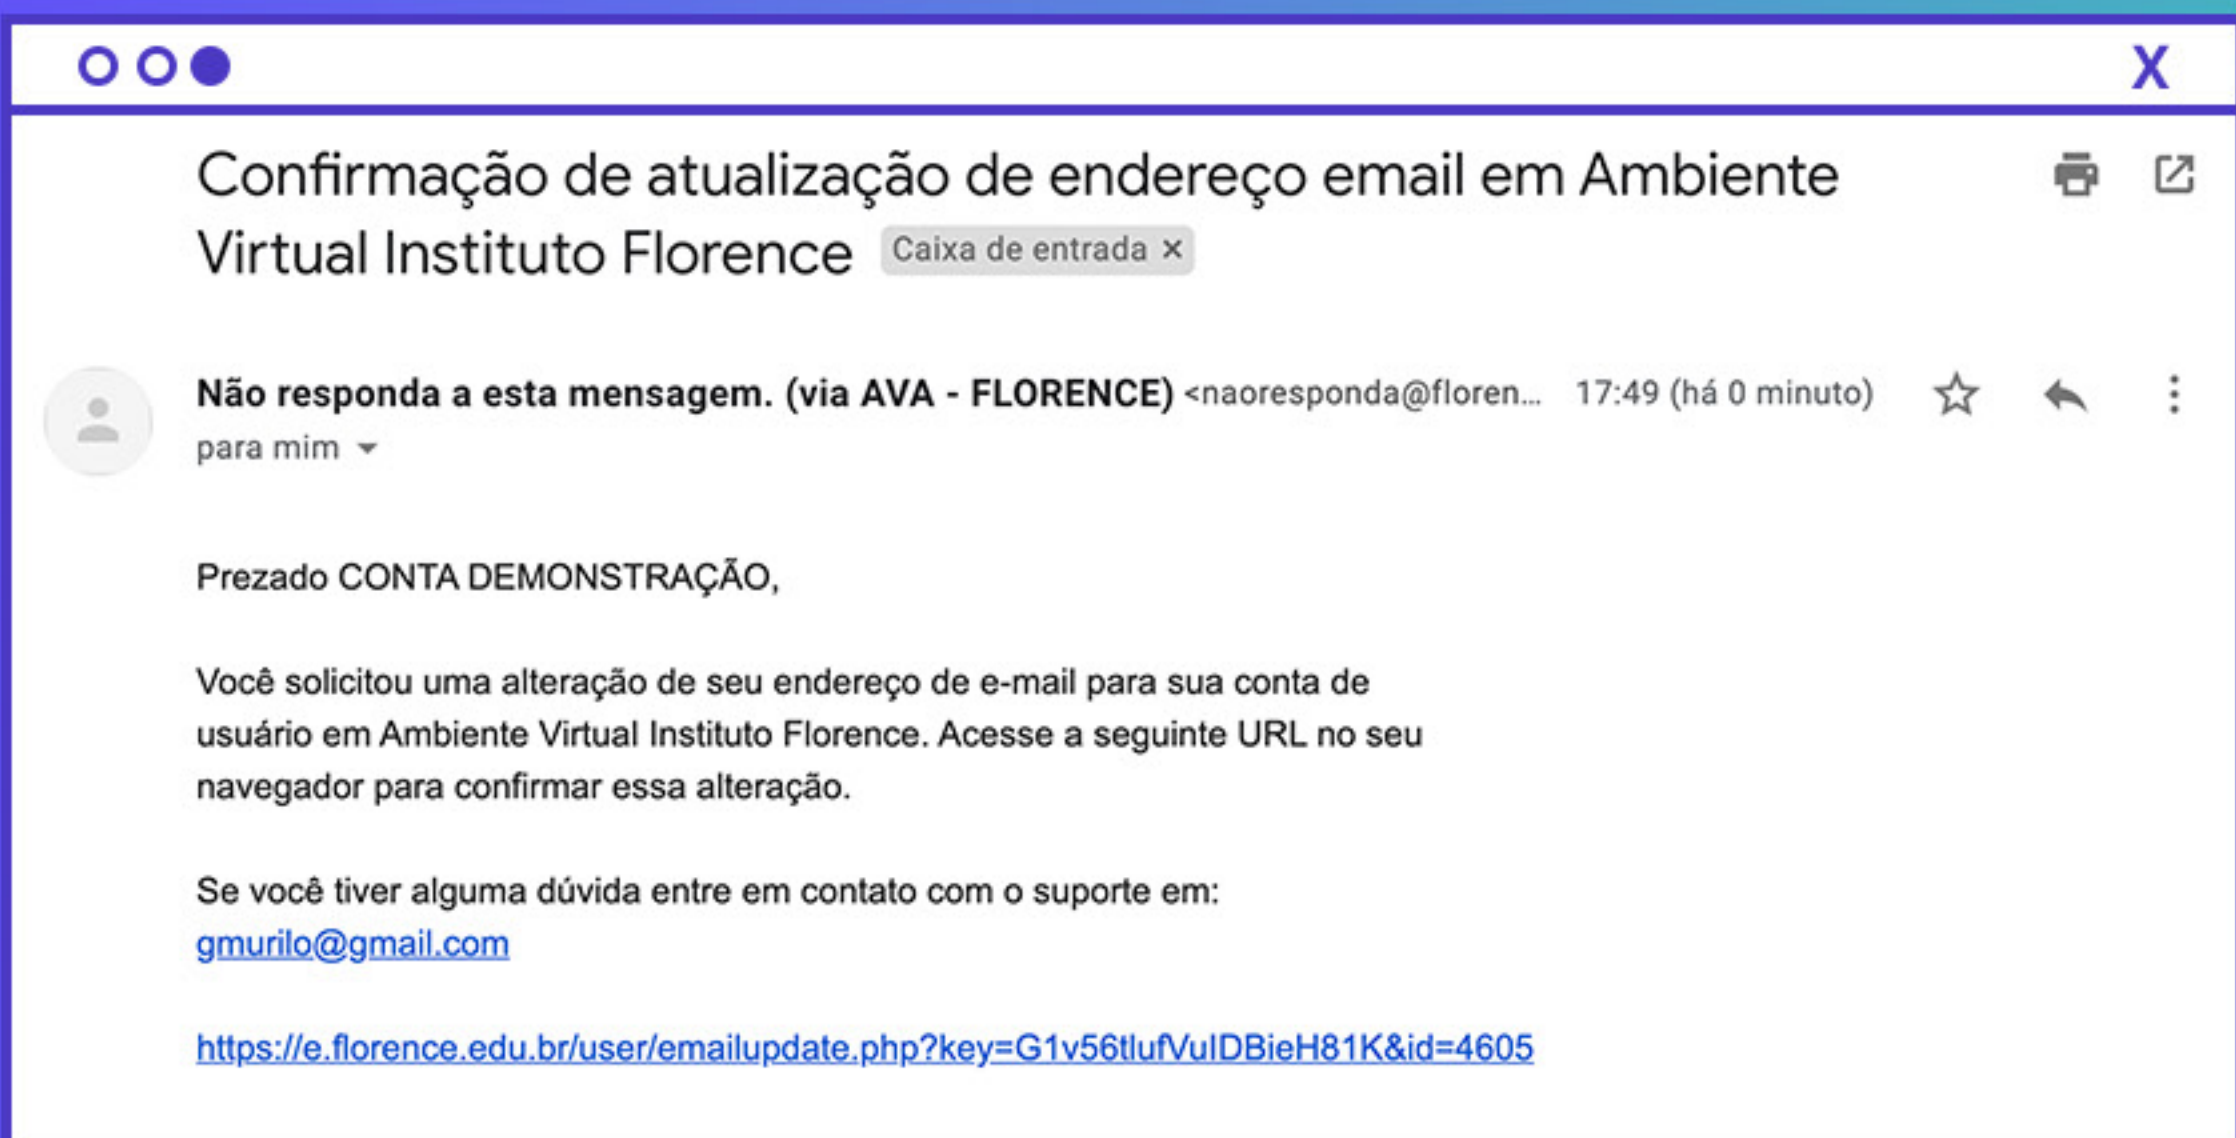 X
Confirmação de atualização de endereço email em Ambiente
Virtual Instituto Florence Caixa de entrada ×
Não responda a esta mensagem. (via AVA - FLORENCE) <naoresponda@floren... 17:49 (há 0 minuto)
para mim
Prezado CONTA DEMONSTRAÇÃO,
Você solicitou uma alteração de seu endereço de e-mail para sua conta de
usuário em Ambiente Virtual Instituto Florence. Acesse a seguinte URL no seu
navegador para confirmar essa alteração.
Se você tiver alguma dúvida entre em contato com o suporte em:
gmurilo@gmail.com
https://e.florence.edu.br/user/emailupdate.php?key=G1v56tlufVulDBieH81K&id=4605